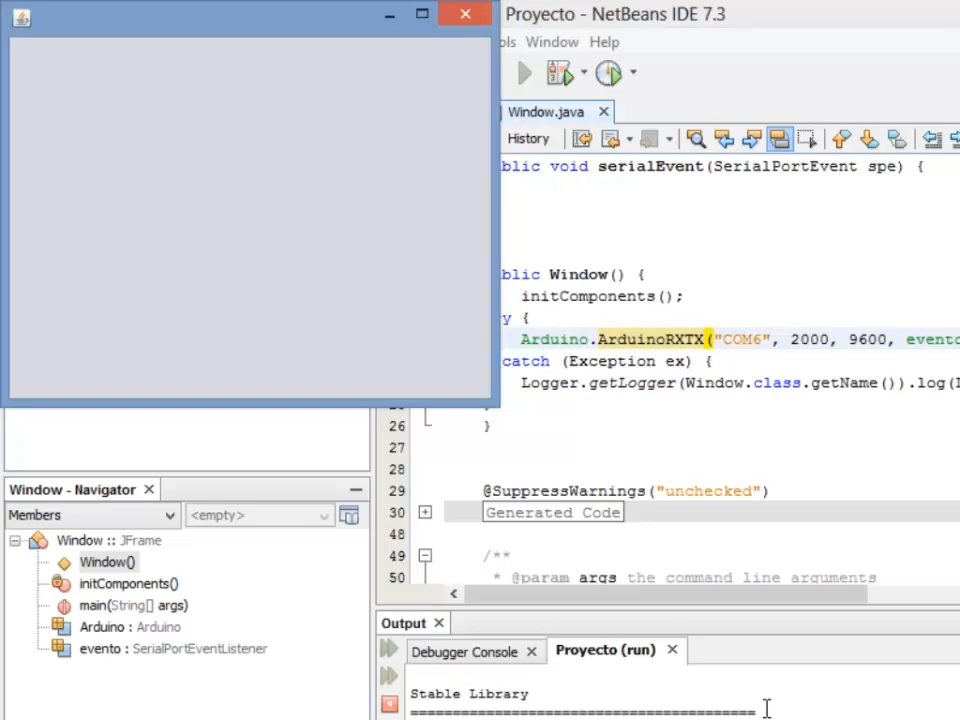 Proyecto - NetBeans IDE 7.3
ols Window Help
Window.java
History
blic void serialEvent(SerialPortEvent spe) {
blic Window() {
initComponents();
y {
Arduino.ArduinoRXTX("COM6", 2000, 9600, evento
catch (Exception ex) {
Logger.getLogger(Window.class.getName()).log(
26 }
27
28
29 @SuppressWarnings("unchecked")
30 Generated Code
48
49 /**
50 * @param args the command line arguments
Window - Navigator
Members <empty>
Window :: JFrame
Window()
initComponents()
main(String[] args)
Arduino : Arduino
evento : SerialPortEventListener
Output
Debugger Console Proyecto (run)
Stable Library
=========================================